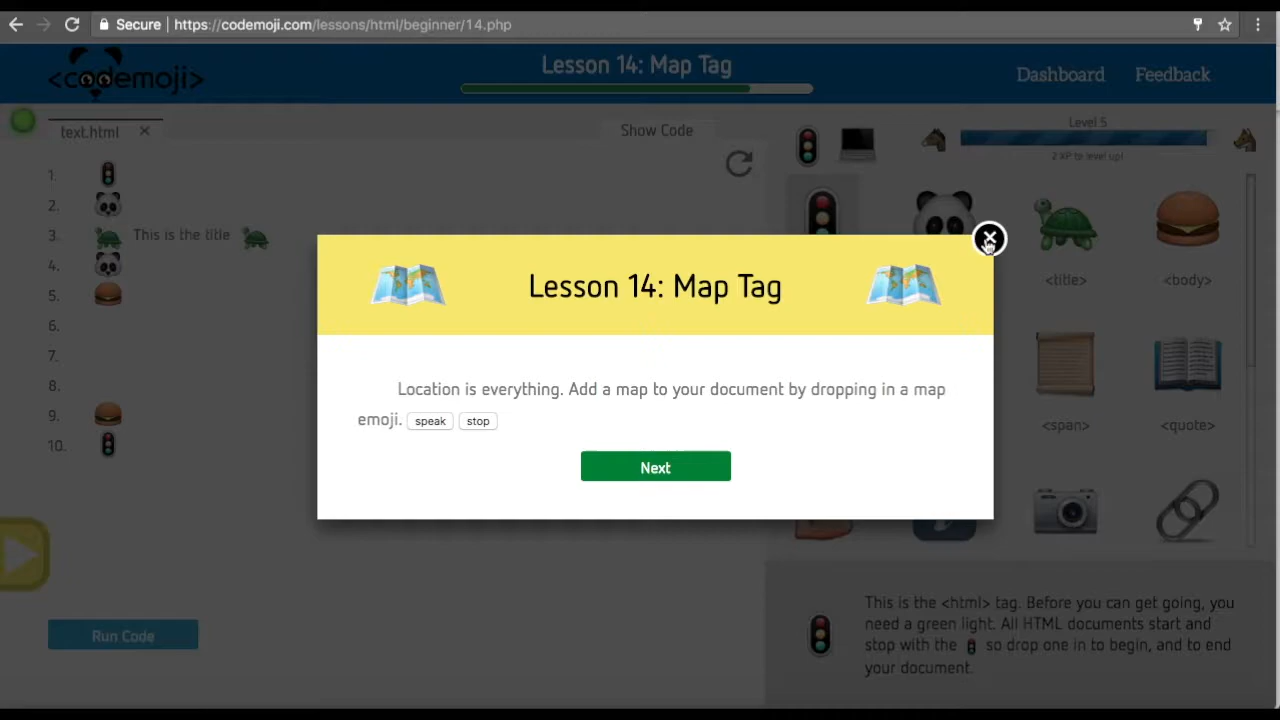 Secure | https://codemoji.com/lessons/html/beginner/14.php
<codemoji>
Lesson 14: Map Tag
Dashboard
Feedback
text.html
Show Code
Level 5
2 XP to level up!
1.
2.
3. This is the title
4.
5.
6.
7.
8.
9.
10.
<title>
<body>
<span>
<quote>
Lesson 14: Map Tag
Location is everything. Add a map to your document by dropping in a map
emoji. speak stop
Next
Run Code
This is the <html> tag. Before you can get going, you
need a green light. All HTML documents start and
stop with the so drop one in to begin, and to end
your document.